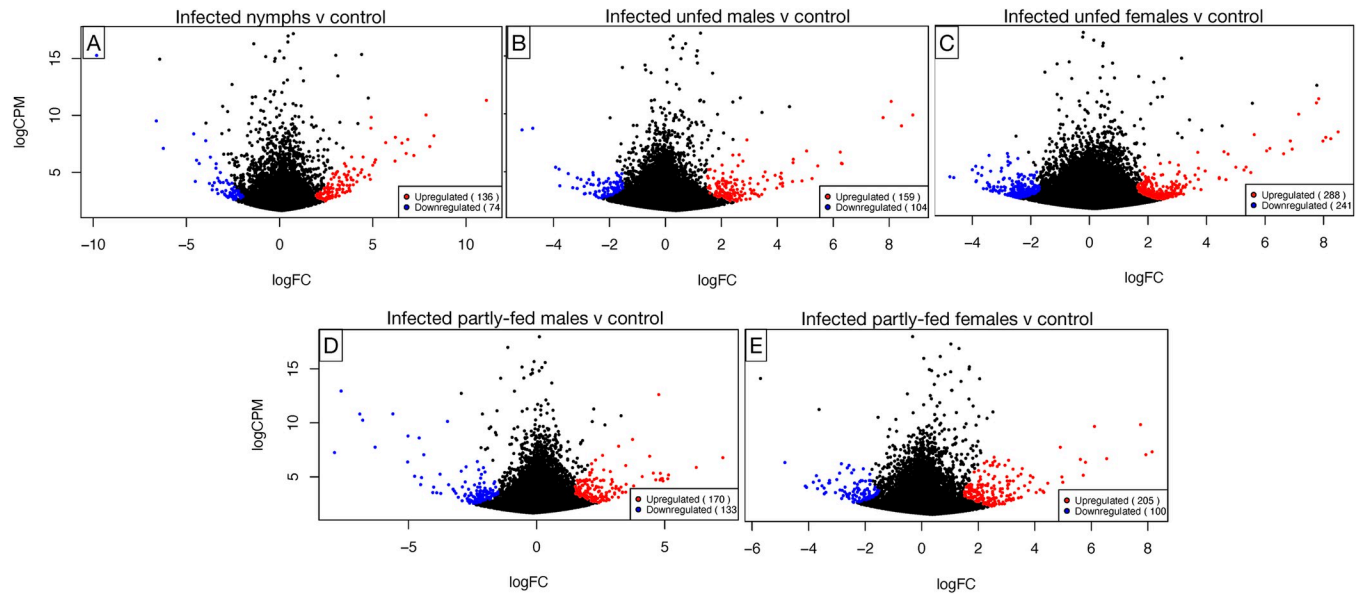 Infected nymphs v control
Infected unfed males v control
Infected unfed females v control
A
B
C
logCPM
15
10
5
Upregulated ( 136 )
Downregulated ( 74
Upregulated ( 159 )
Downregulated ( 104
Upregulated ( 288 )
Downregulated ( 241
−10 −5 0 5 10
−4 −2 0 2 4 6 8
−4 −2 0 2 4 6 8
logFC
logFC
logFC
Infected partly-fed males v control
Infected partly-fed females v control
D
E
logCPM
15
10
5
Upregulated ( 170 )
Downregulated ( 133
Upregulated ( 205 )
Downregulated ( 100
−5 0 5
−6 −4 −2 0 2 4 6 8
logFC
logFC